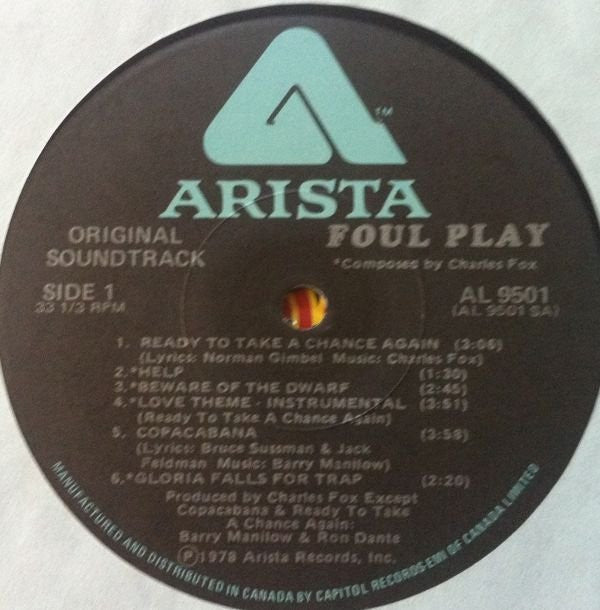 TM
ARISTA
ORIGINAL SOUNDTRACK
FOUL PLAY
*Composed by Charles Fox
SIDE 1
33 1/3 RPM
AL 9501
(AL 9501 SA)
1. READY TO TAKE A CHANCE AGAIN (3:05)
(Lyrics: Norman Gimbel Music: Charles Fox)
2.*HELP (1:30)
3.*BEWARE OF THE DWARF (2:45)
4.*LOVE THEME - INSTRUMENTAL (3:51)
(Ready To Take A Chance Again)
5. COPACABANA (3:58)
(Lyrics: Bruce Sussman & Jack
Feldman Music: Barry Manilow)
6.*GLORIA FALLS FOR TRAP (2:20)
Produced by Charles Fox Except
Copacabana & Ready To Take
A Chance Again:
Barry Manilow & Ron Dante
Ⓟ1978 Arista Records, Inc.
MANUFACTURED AND DISTRIBUTED IN CANADA BY CAPITOL RECORDS-EMI OF CANADA LIMITED